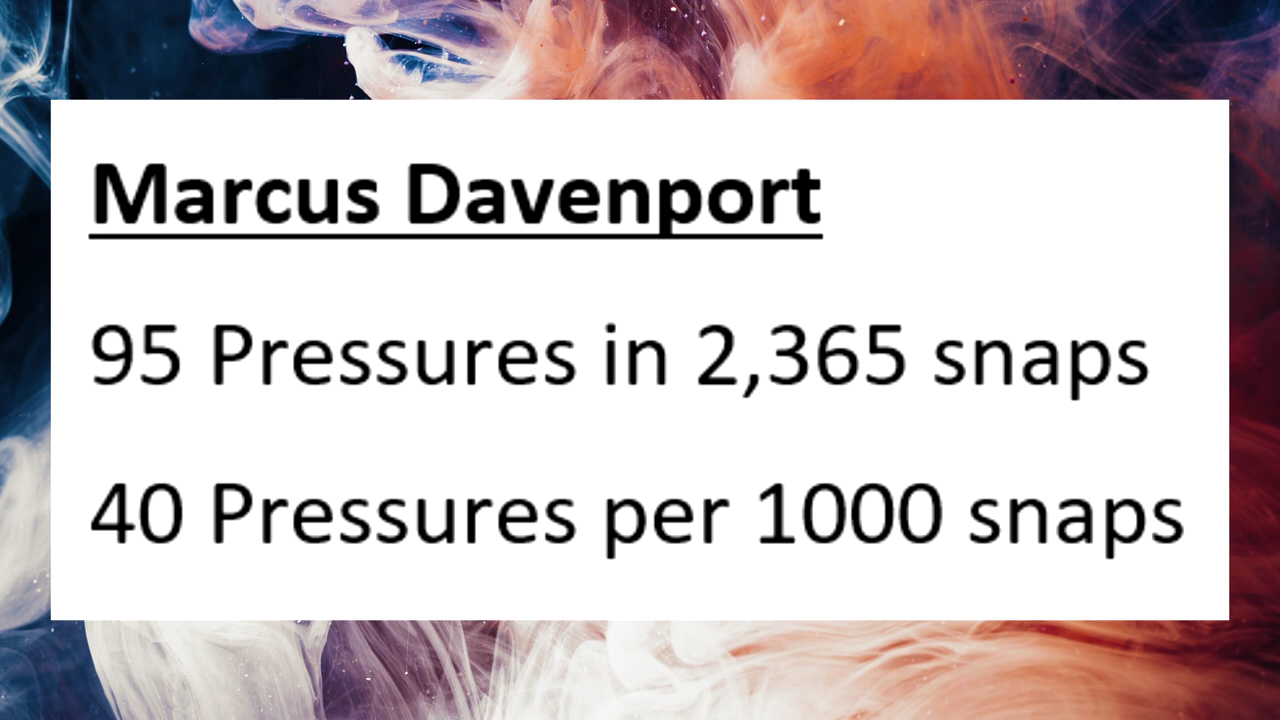 Marcus Davenport
95 Pressures in 2,365 snaps
40 Pressures per 1000 snaps